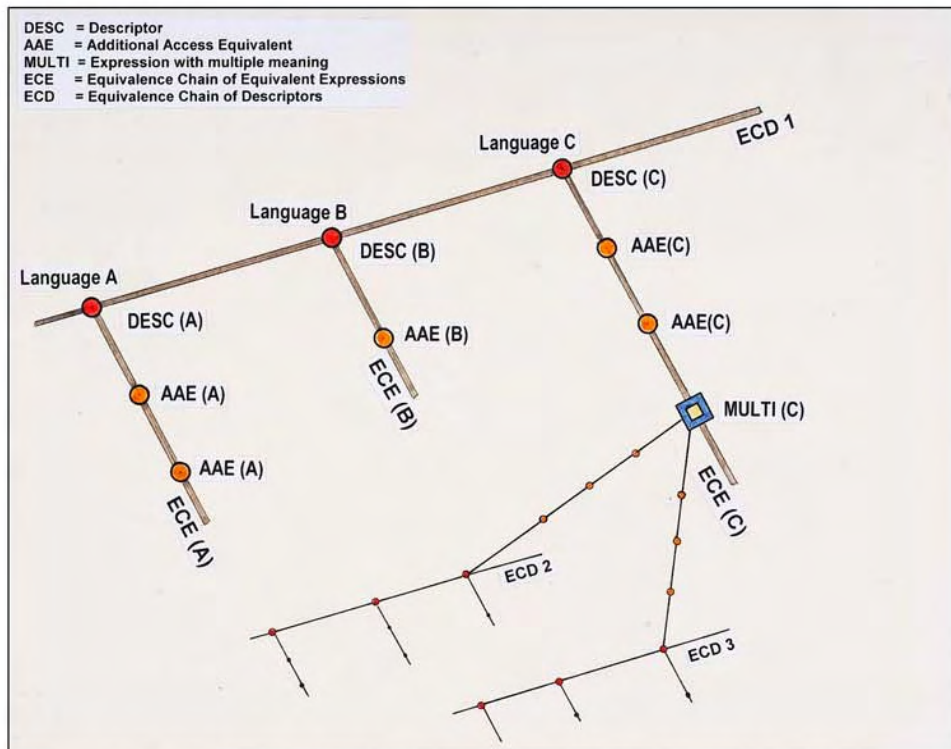 DESC = Descriptor
AAE = Additional Access Equivalent
MULTI = Expression with multiple meaning
ECE = Equivalence Chain of Equivalent Expressions
ECD = Equivalence Chain of Descriptors
ECD 1
Language C
DESC (C)
Language B
DESC (B)
AAE(C)
Language A
DESC (A)
AAE(C)
AAE (B)
ECE (B)
AAE (A)
MULTI (C)
AAE (A)
ECE (A)
ECE (C)
ECD 2
ECD 3